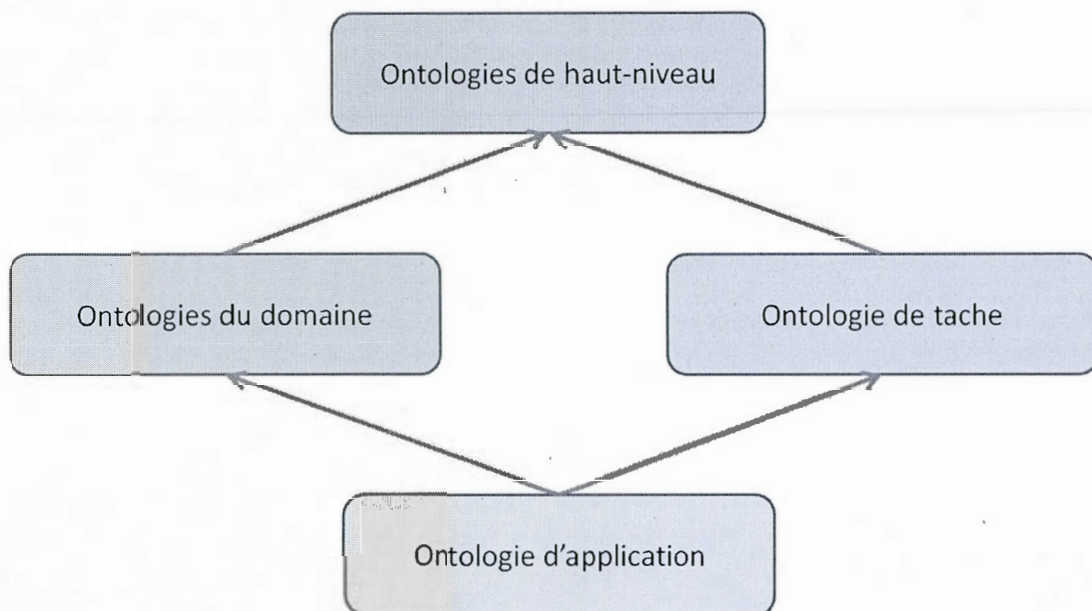 Ontologies de haut-niveau
Ontologies du domaine
Ontologie de tache
Ontologie d'application